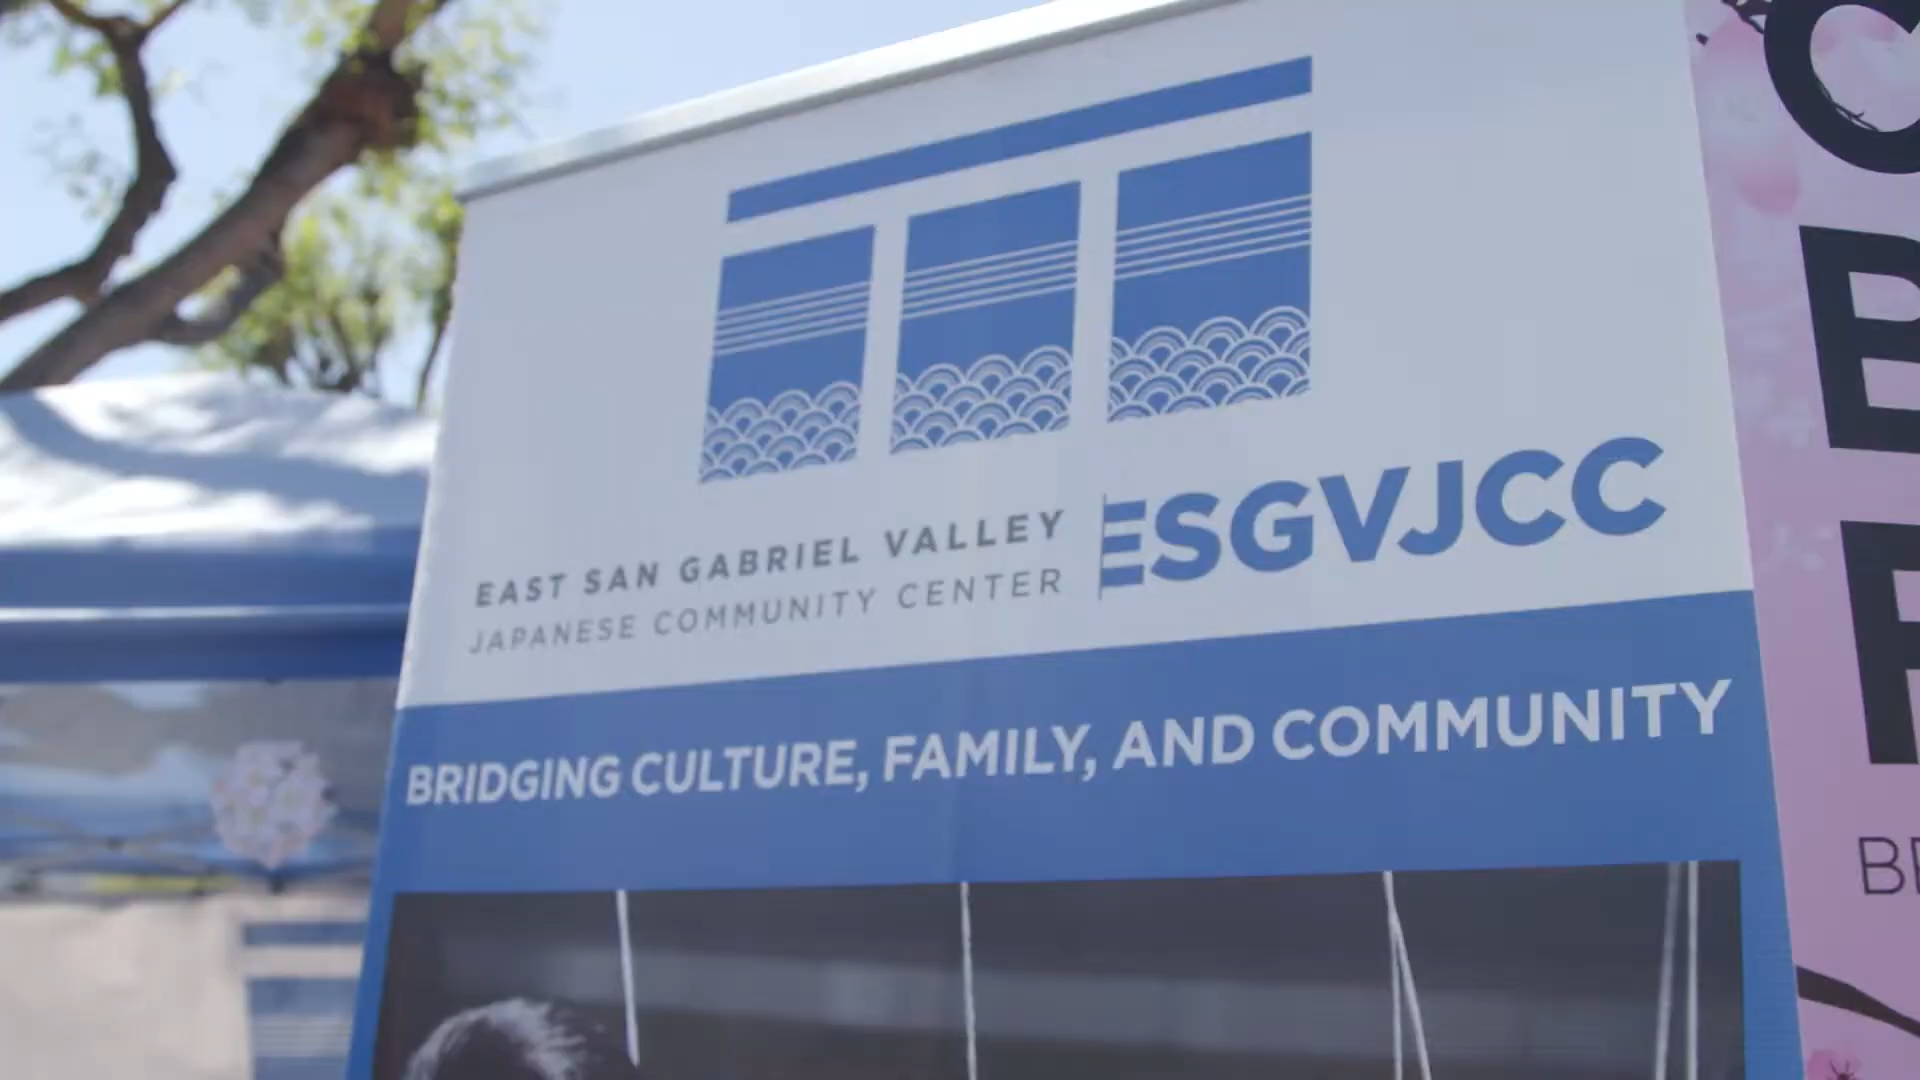 EAST SAN GABRIEL VALLEY
JAPANESE COMMUNITY CENTER
ESGVJCC
BRIDGING CULTURE, FAMILY, AND COMMUNITY